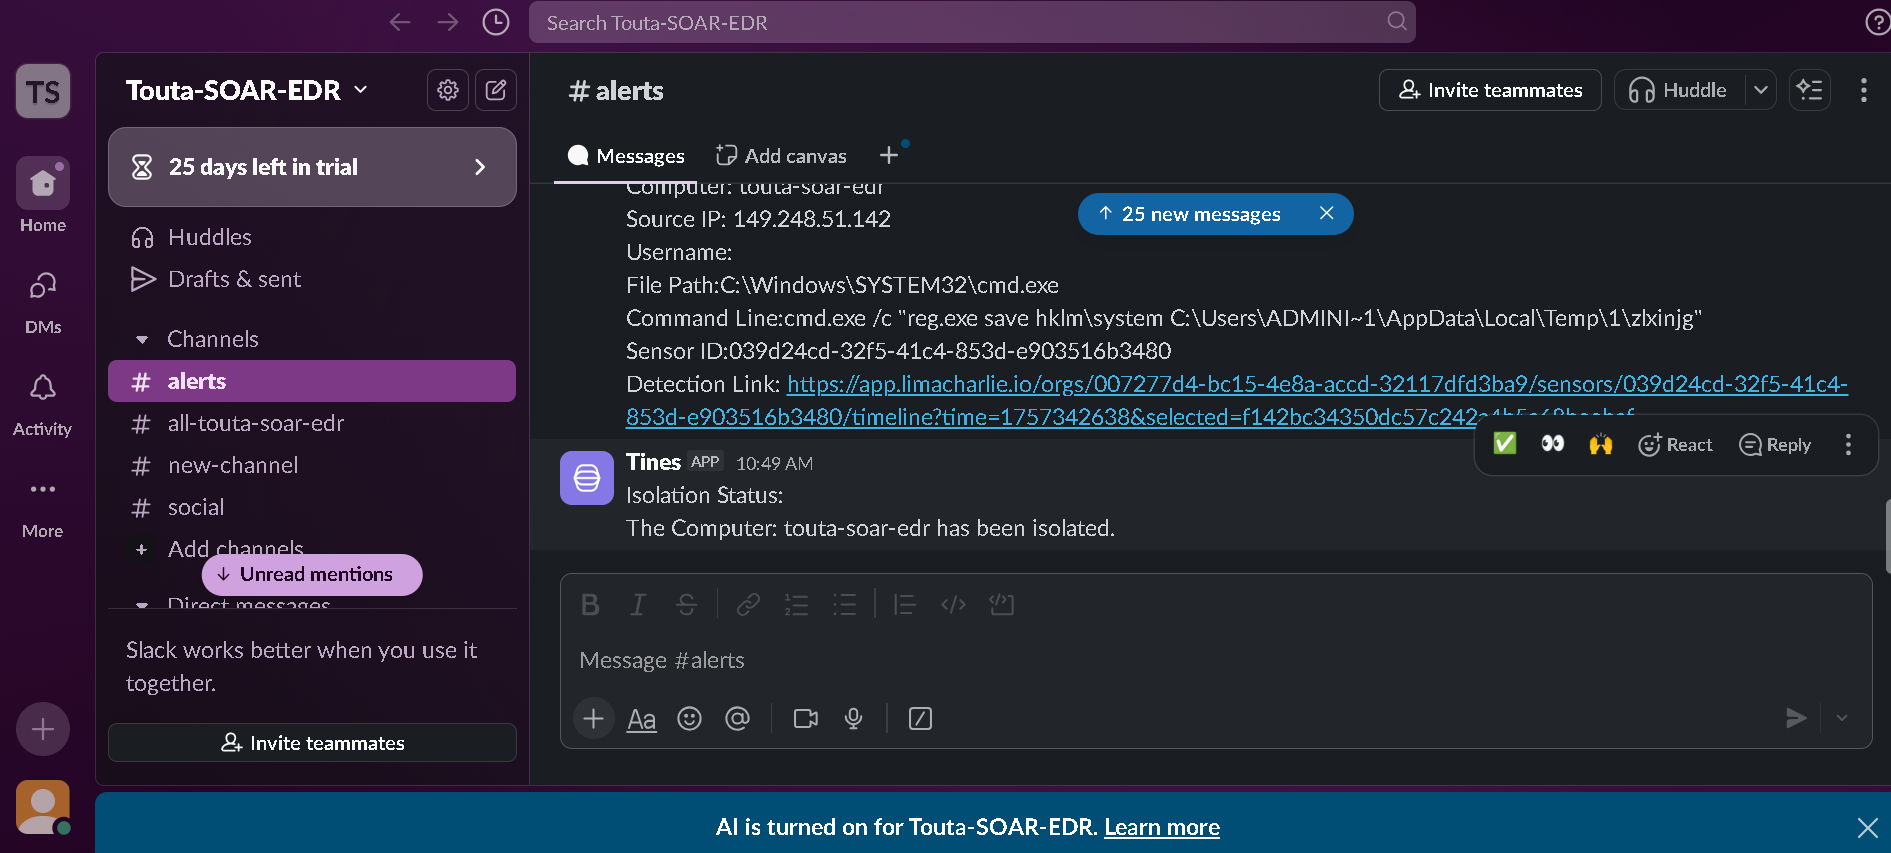 Search Touta-SOAR-EDR
TS
Home
DMs
Activity
More
Touta-SOAR-EDR
25 days left in trial
Huddles
Drafts & sent
Channels
# alerts
# all-touta-soar-edr
# new-channel
# social
+ Add channels
Unread mentions
Direct messages
Slack works better when you use it
together.
Invite teammates
# alerts
Invite teammates
Huddle
Messages
Add canvas
25 new messages
Computer: touta-soar-edr
Source IP: 149.248.51.142
Username:
File Path:C:\Windows\SYSTEM32\cmd.exe
Command Line:cmd.exe /c "reg.exe save hklm\system C:\Users\ADMINI~1\AppData\Local\Temp\1\zlxinjg"
Sensor ID:039d24cd-32f5-41c4-853d-e903516b3480
Detection Link: https://app.limacharlie.io/orgs/007277d4-bc15-4e8a-accd-32117dfd3ba9/sensors/039d24cd-32f5-41c4-
853d-e903516b3480/timeline?time=1757342638&selected=
React
Reply
Tines APP 10:49 AM
Isolation Status:
The Computer: touta-soar-edr has been isolated.
B I S
Message #alerts
Aa
AI is turned on for Touta-SOAR-EDR. Learn more